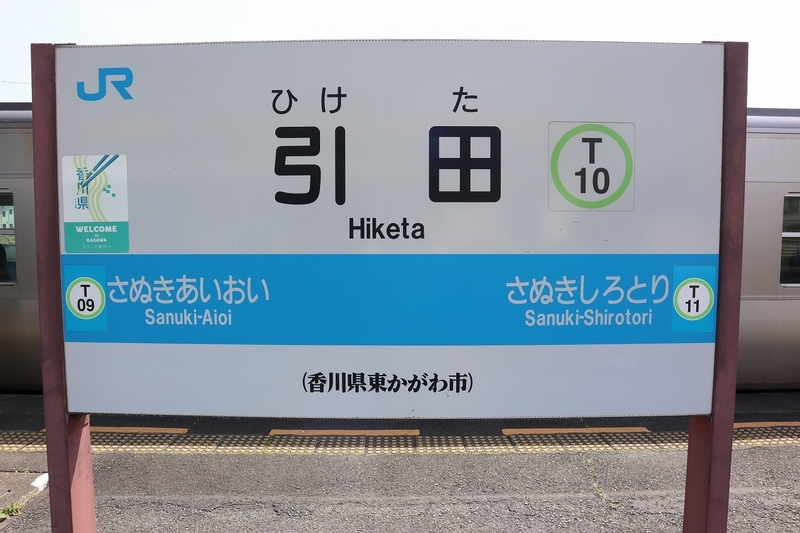 JR
ひけ た
引 田
T
10
Hiketa
香川県
WELCOME
TO
KAGAWA
T
09
さぬきあいおい
Sanuki-Aioi
さぬきしろとり
Sanuki-Shirotori
T
11
(香川県東かがわ市)